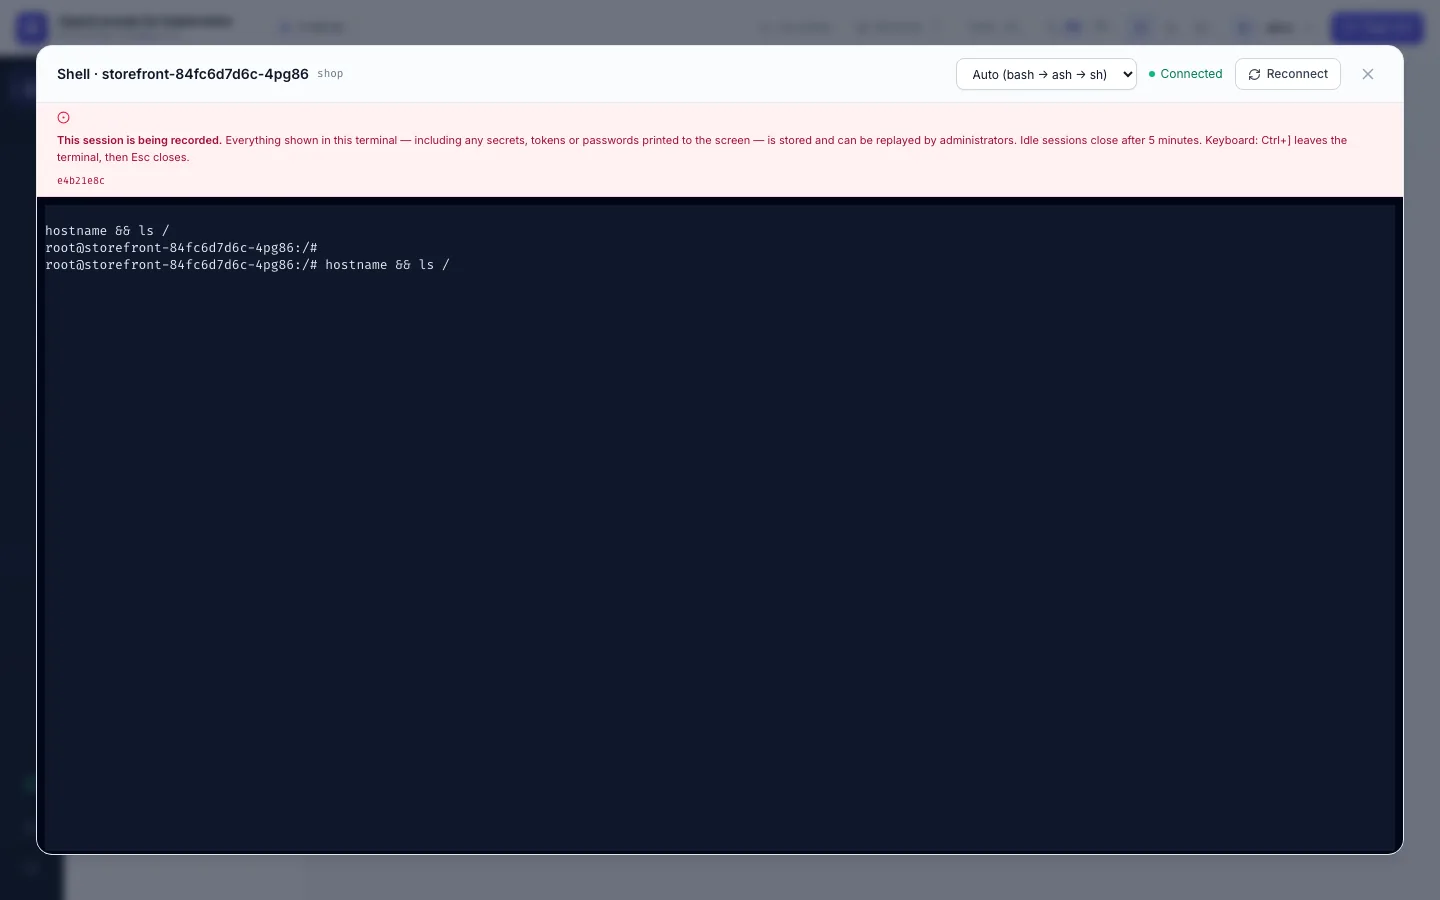 Shell · storefront-84fc6d7d6c-4pg86 shop
Auto (bash → ash → sh)
Connected
Reconnect
This session is being recorded. Everything shown in this terminal — including any secrets, tokens or passwords printed to the screen — is stored and can be replayed by administrators. Idle sessions close after 5 minutes. Keyboard: Ctrl+] leaves the
terminal, then Esc closes.
e4b21e8c
hostname && ls /
root@storefront-84fc6d7d6c-4pg86:/#
root@storefront-84fc6d7d6c-4pg86:/# hostname && ls /